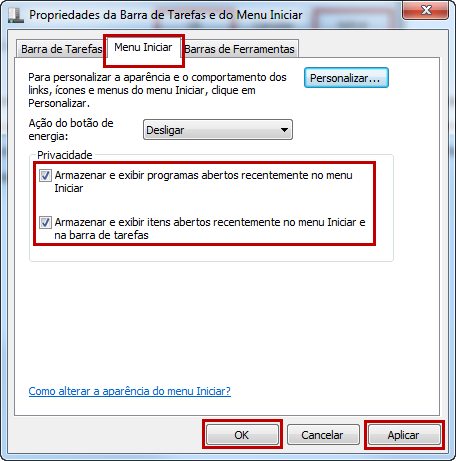 Propriedades da Barra de Tarefas e do Menu Iniciar
Barra de Tarefas Menu Iniciar Barras de Ferramentas
Para personalizar a aparência e o comportamento dos
links, ícones e menus do menu Iniciar, clique em
Personalizar.
Personalizar...
Ação do botão de
energia:
Desligar
Privacidade
Armazenar e exibir programas abertos recentemente no menu
Iniciar
Armazenar e exibir itens abertos recentemente no menu Iniciar e
na barra de tarefas
Como alterar a aparência do menu Iniciar?
OK Cancelar Aplicar